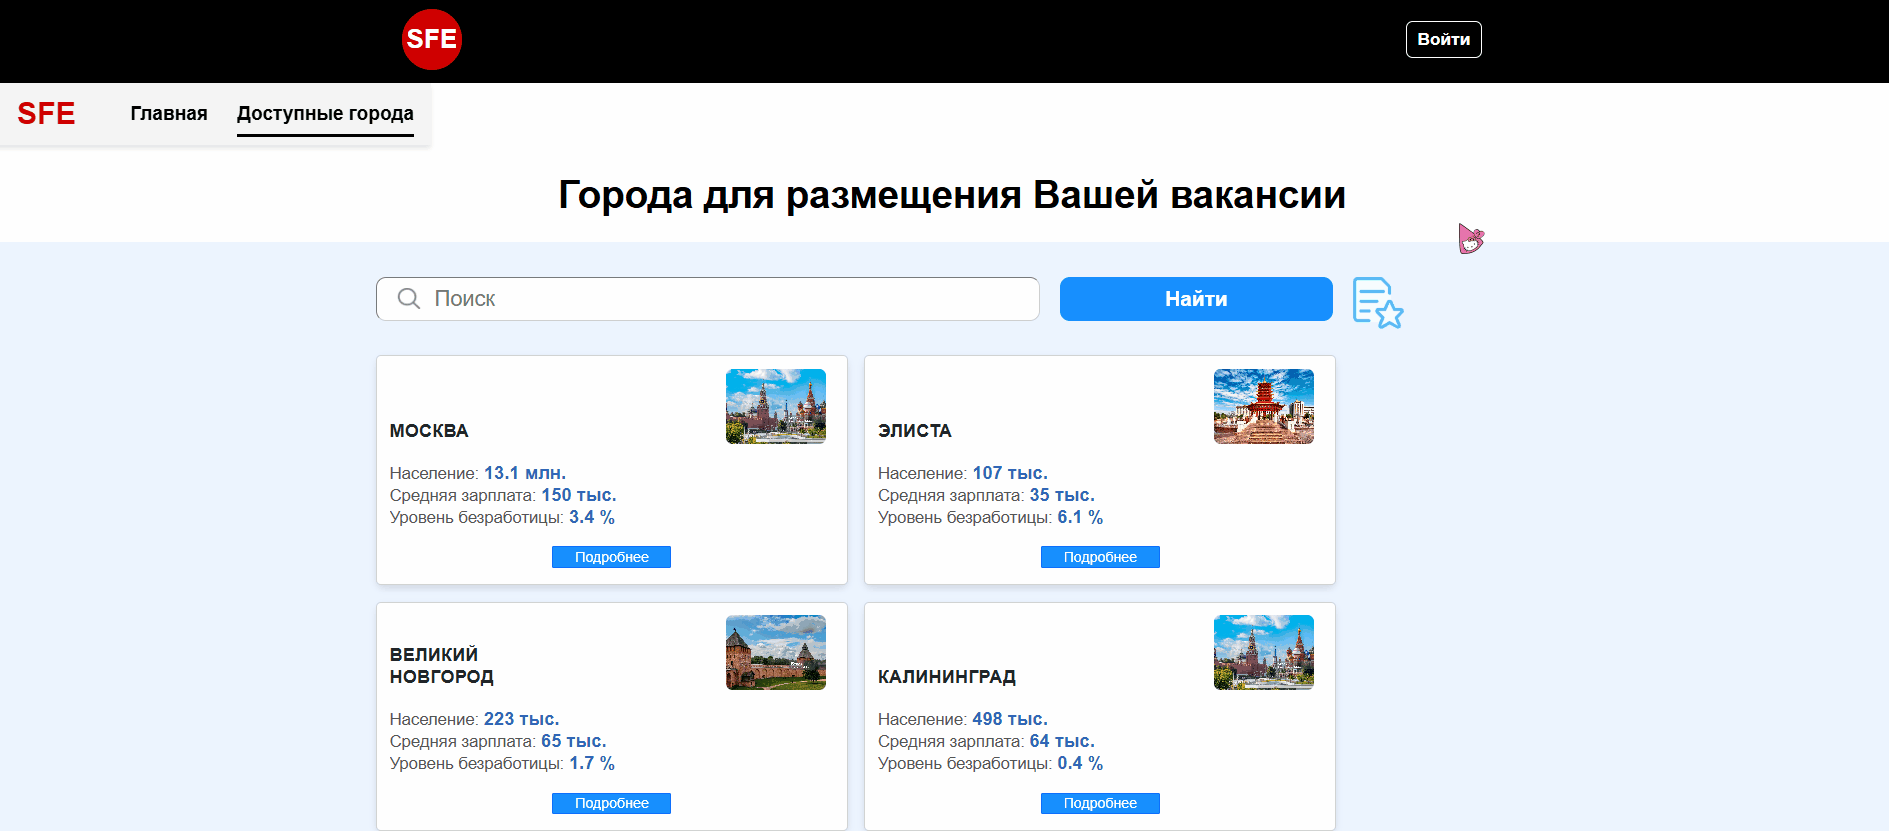 SFE
Войти
SFE
Главная
Доступные города
Города для размещения Вашей вакансии
Поиск
Найти
МОСКВА
Население: 13.1 млн.
Средняя зарплата: 150 тыс.
Уровень безработицы: 3.4 %
Подробнее
ЭЛИСТА
Население: 107 тыс.
Средняя зарплата: 35 тыс.
Уровень безработицы: 6.1 %
Подробнее
ВЕЛИКИЙ
НОВГОРОД
Население: 223 тыс.
Средняя зарплата: 65 тыс.
Уровень безработицы: 1.7 %
Подробнее
КАЛИНИНГРАД
Население: 498 тыс.
Средняя зарплата: 64 тыс.
Уровень безработицы: 0.4 %
Подробнее